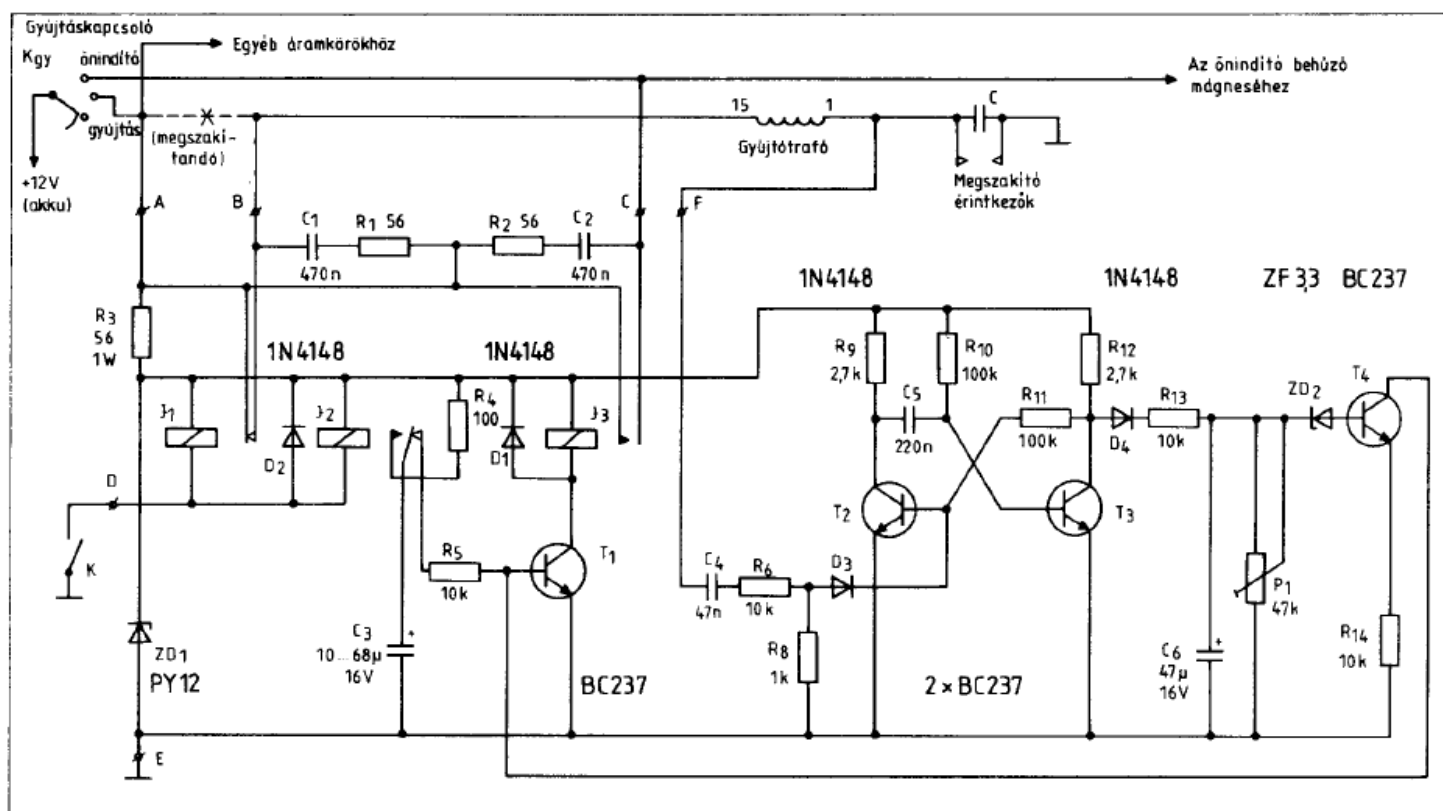 Gyújtáskapcsoló
Kgy
önindító
gyújtás
Egyéb áramkörökhöz
Az önindító behúzó
mágneséhez
(megszakí-
tandó)
+12V
(akku)
15
1
Gyújtótrafó
C
Megszakító
érintkezők
A
B
C
F
C1
470n
R1 56
R2 56
C2
470n
R3
56
1W
1N4148
1N4148
1N4148
1N4148
ZF 3,3
BC237
J1
D2
J2
R4
100
D1
J3
R9
2,7k
R10
100k
C5
220n
R11
100k
R12
2,7k
D4
R13
10k
ZD2
T4
D
K
R5
10k
T1
T2
T3
C4
47n
R6
10k
D3
R8
1k
P1
47k
R14
10k
C6
47µ
16V
+
ZD1
PY12
C3
10...68µ
16V
+
BC237
2×BC237
E